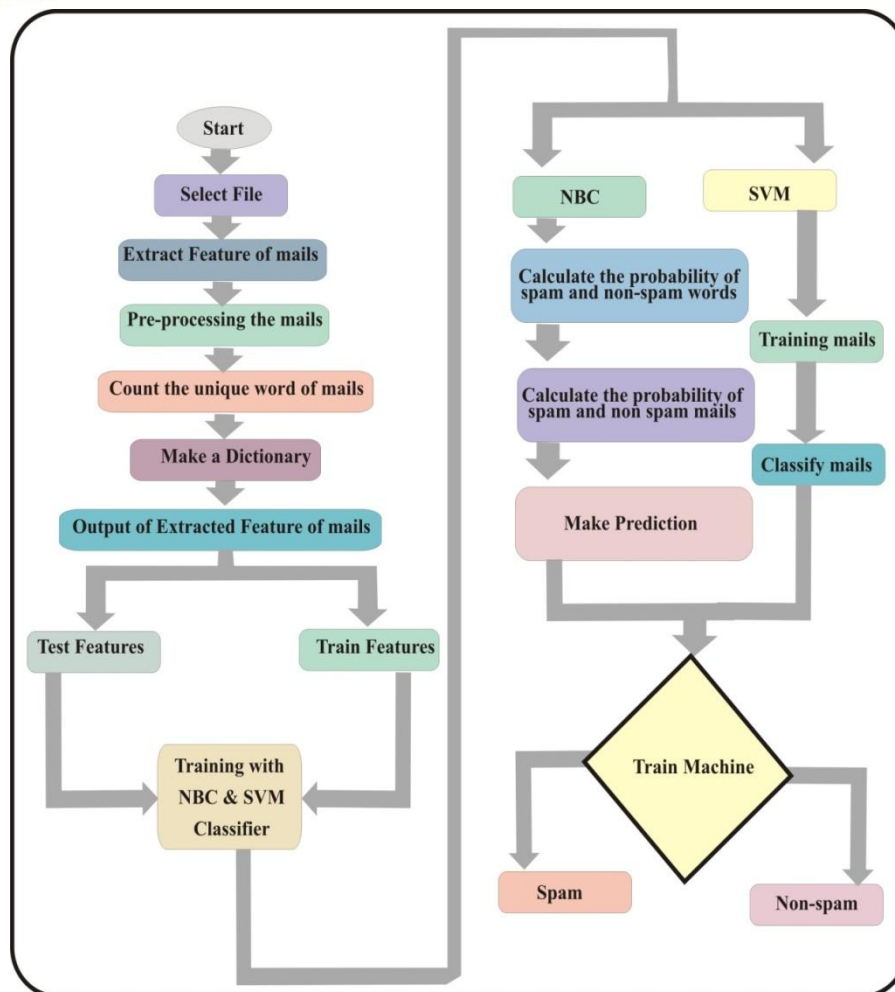 Start
Select File
Extract Feature of mails
Pre-processing the mails
Count the unique word of mails
Make a Dictionary
Output of Extracted Feature of mails
Test Features
Train Features
Training with
NBC & SVM
Classifier
NBC
Calculate the probability of
spam and non-spam words
Calculate the probability of
spam and non spam mails
Make Prediction
SVM
Training mails
Classify mails
Train Machine
Spam
Non-spam